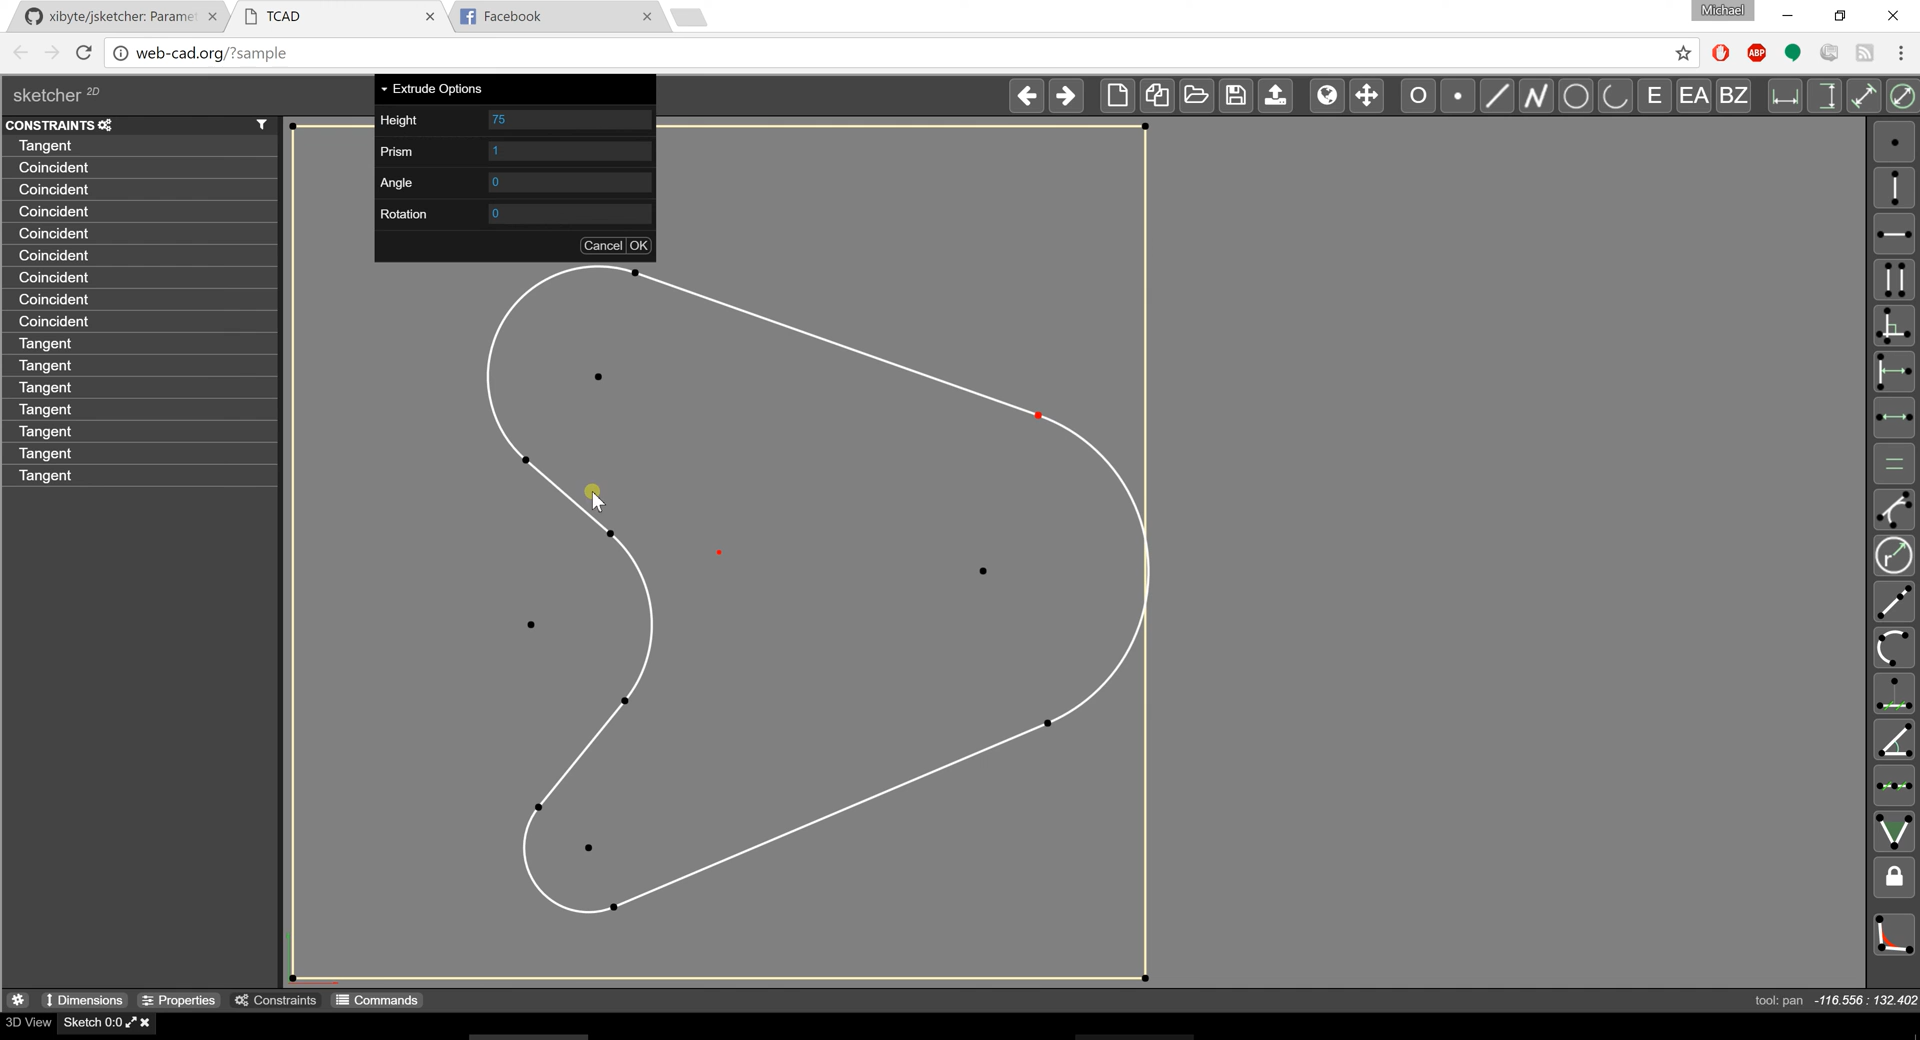 xibyte/jsketcher: Paramet
TCAD
Facebook
Michael
web-cad.org/?sample
ABP
sketcher 2D
Extrude Options
O
E
EA
BZ
CONSTRAINTS
Height 75
Prism 1
Angle 0
Rotation 0
Cancel OK
Tangent
Coincident
Coincident
Coincident
Coincident
Coincident
Coincident
Coincident
Coincident
Tangent
Tangent
Tangent
Tangent
Tangent
Tangent
Tangent
r
Dimensions
Properties
Constraints
Commands
tool: pan -116.556 : 132.402
3D View
Sketch 0:0